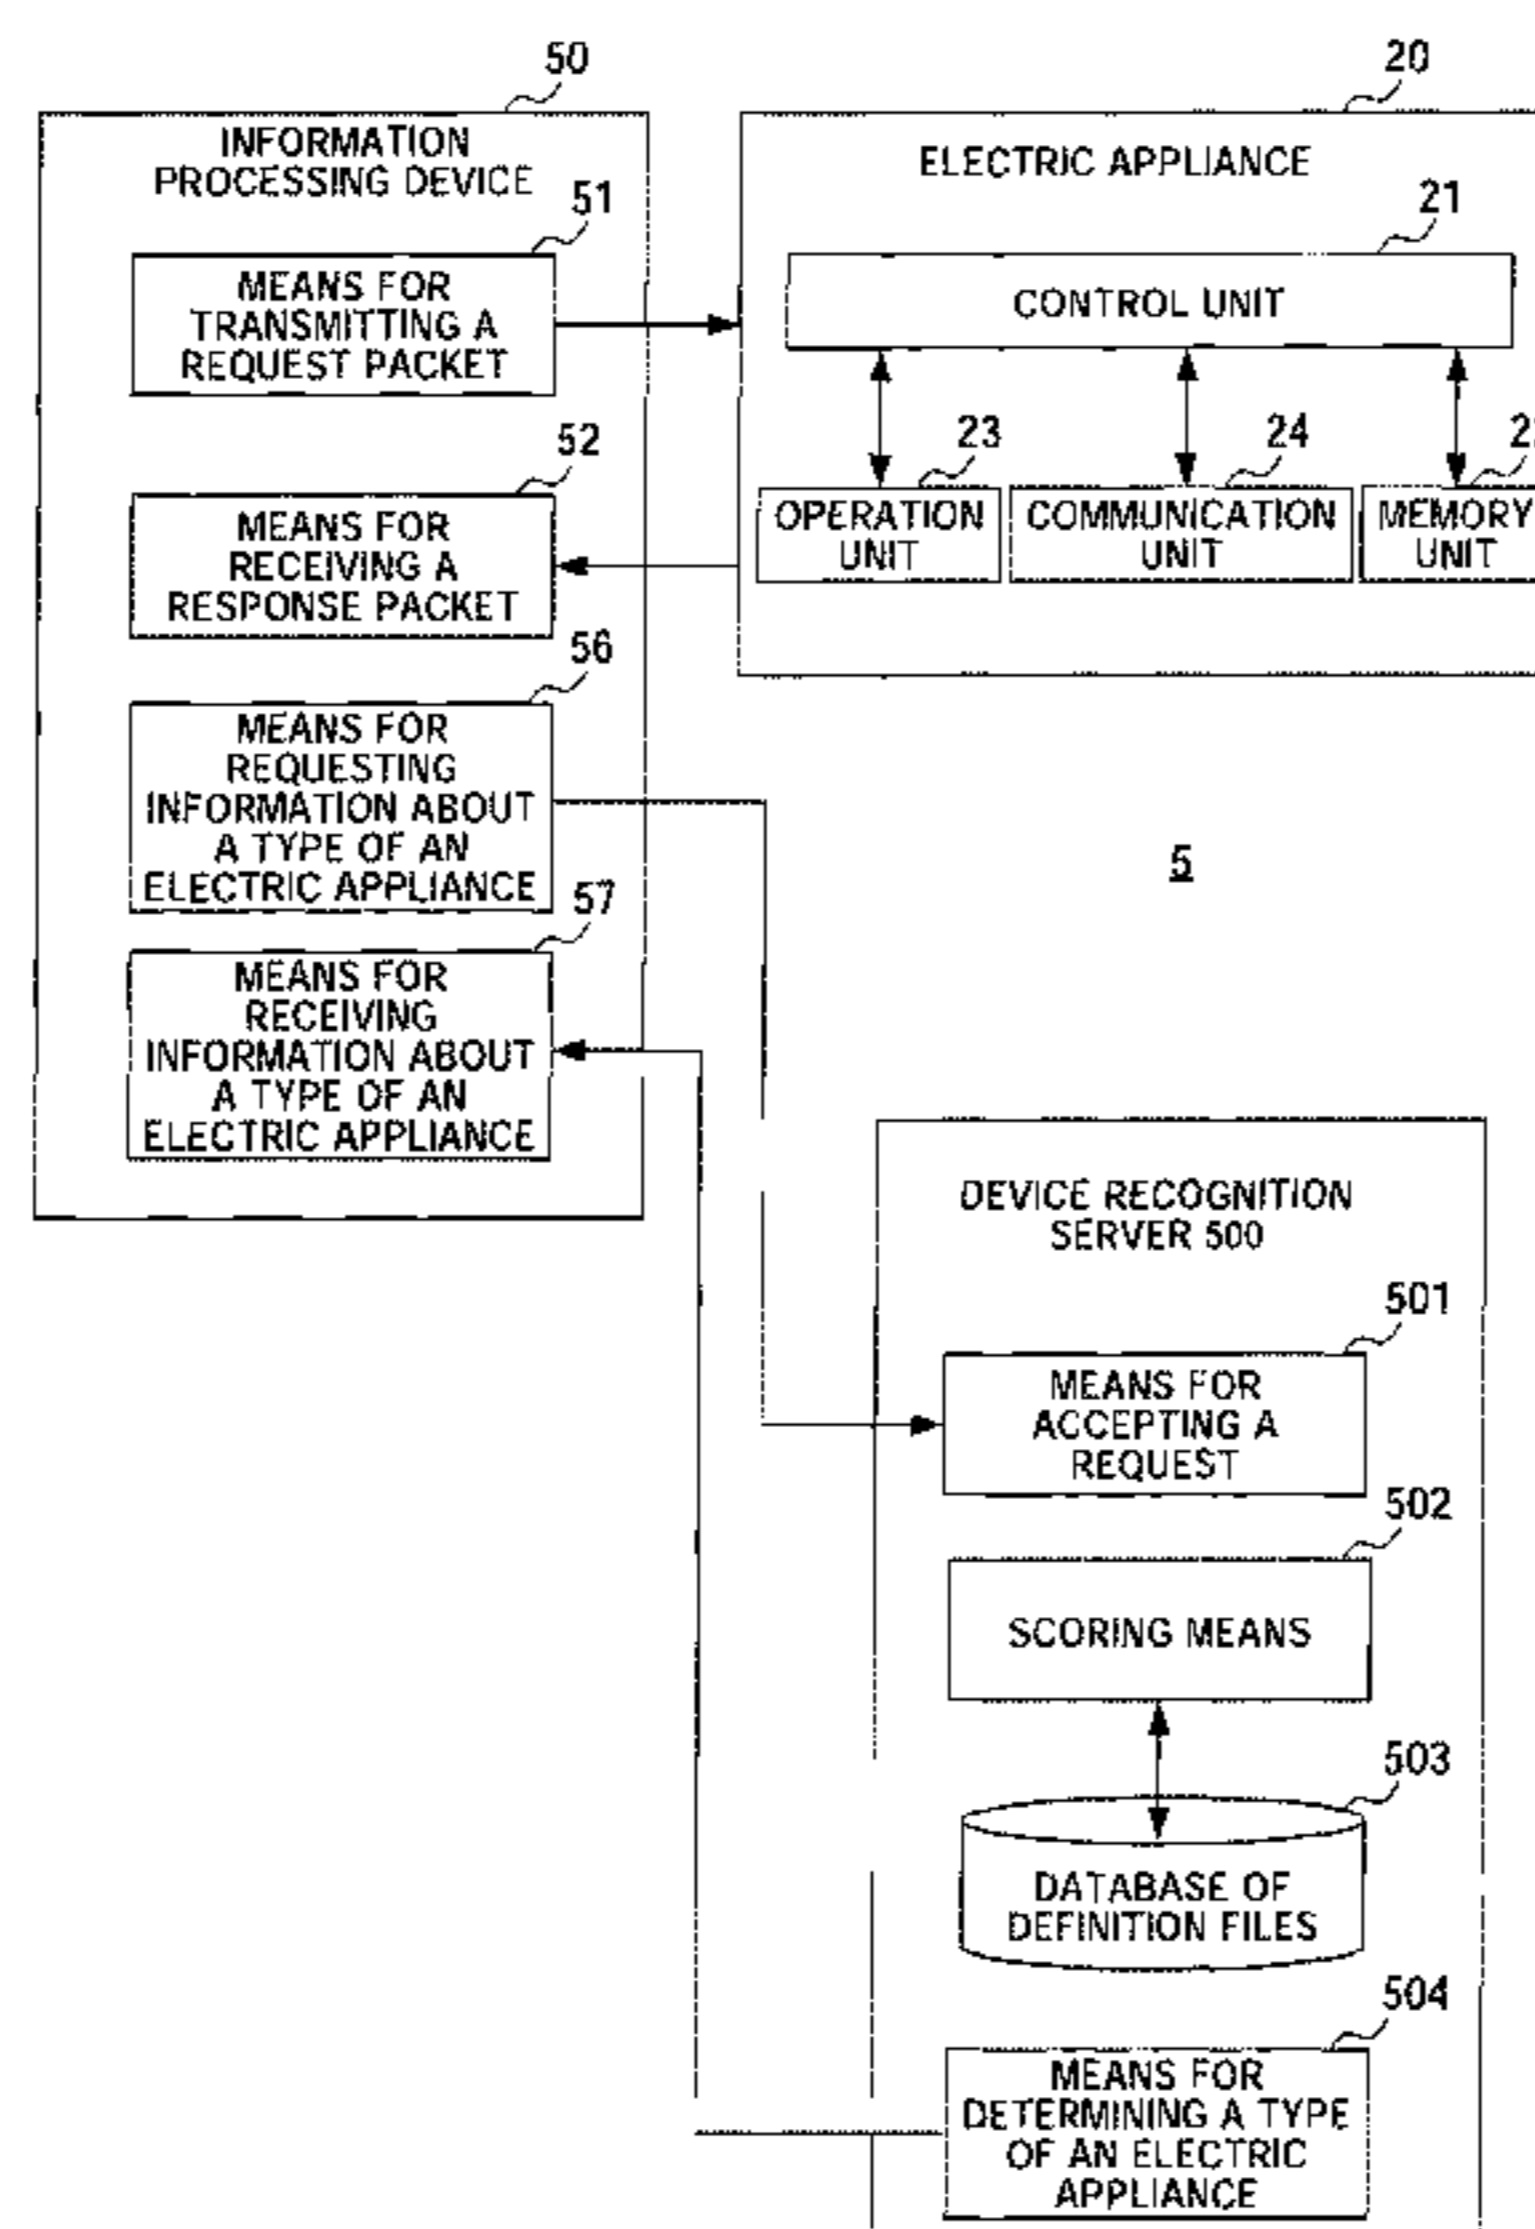 50
INFORMATION
PROCESSING DEVICE
51
MEANS FOR
TRANSMITTING A
REQUEST PACKET
52
MEANS FOR
RECEIVING A
RESPONSE PACKET
56
MEANS FOR
REQUESTING
INFORMATION ABOUT
A TYPE OF AN
ELECTRIC APPLIANCE
57
MEANS FOR
RECEIVING
INFORMATION ABOUT
A TYPE OF AN
ELECTRIC APPLIANCE
20
ELECTRIC APPLIANCE
21
CONTROL UNIT
23
OPERATION
UNIT
24
COMMUNICATION
UNIT
MEMORY
UNIT
5
DEVICE RECOGNITION
SERVER 500
501
MEANS FOR
ACCEPTING A
REQUEST
502
SCORING MEANS
503
DATABASE OF
DEFINITION FILES
504
MEANS FOR
DETERMINING A TYPE
OF AN ELECTRIC
APPLIANCE